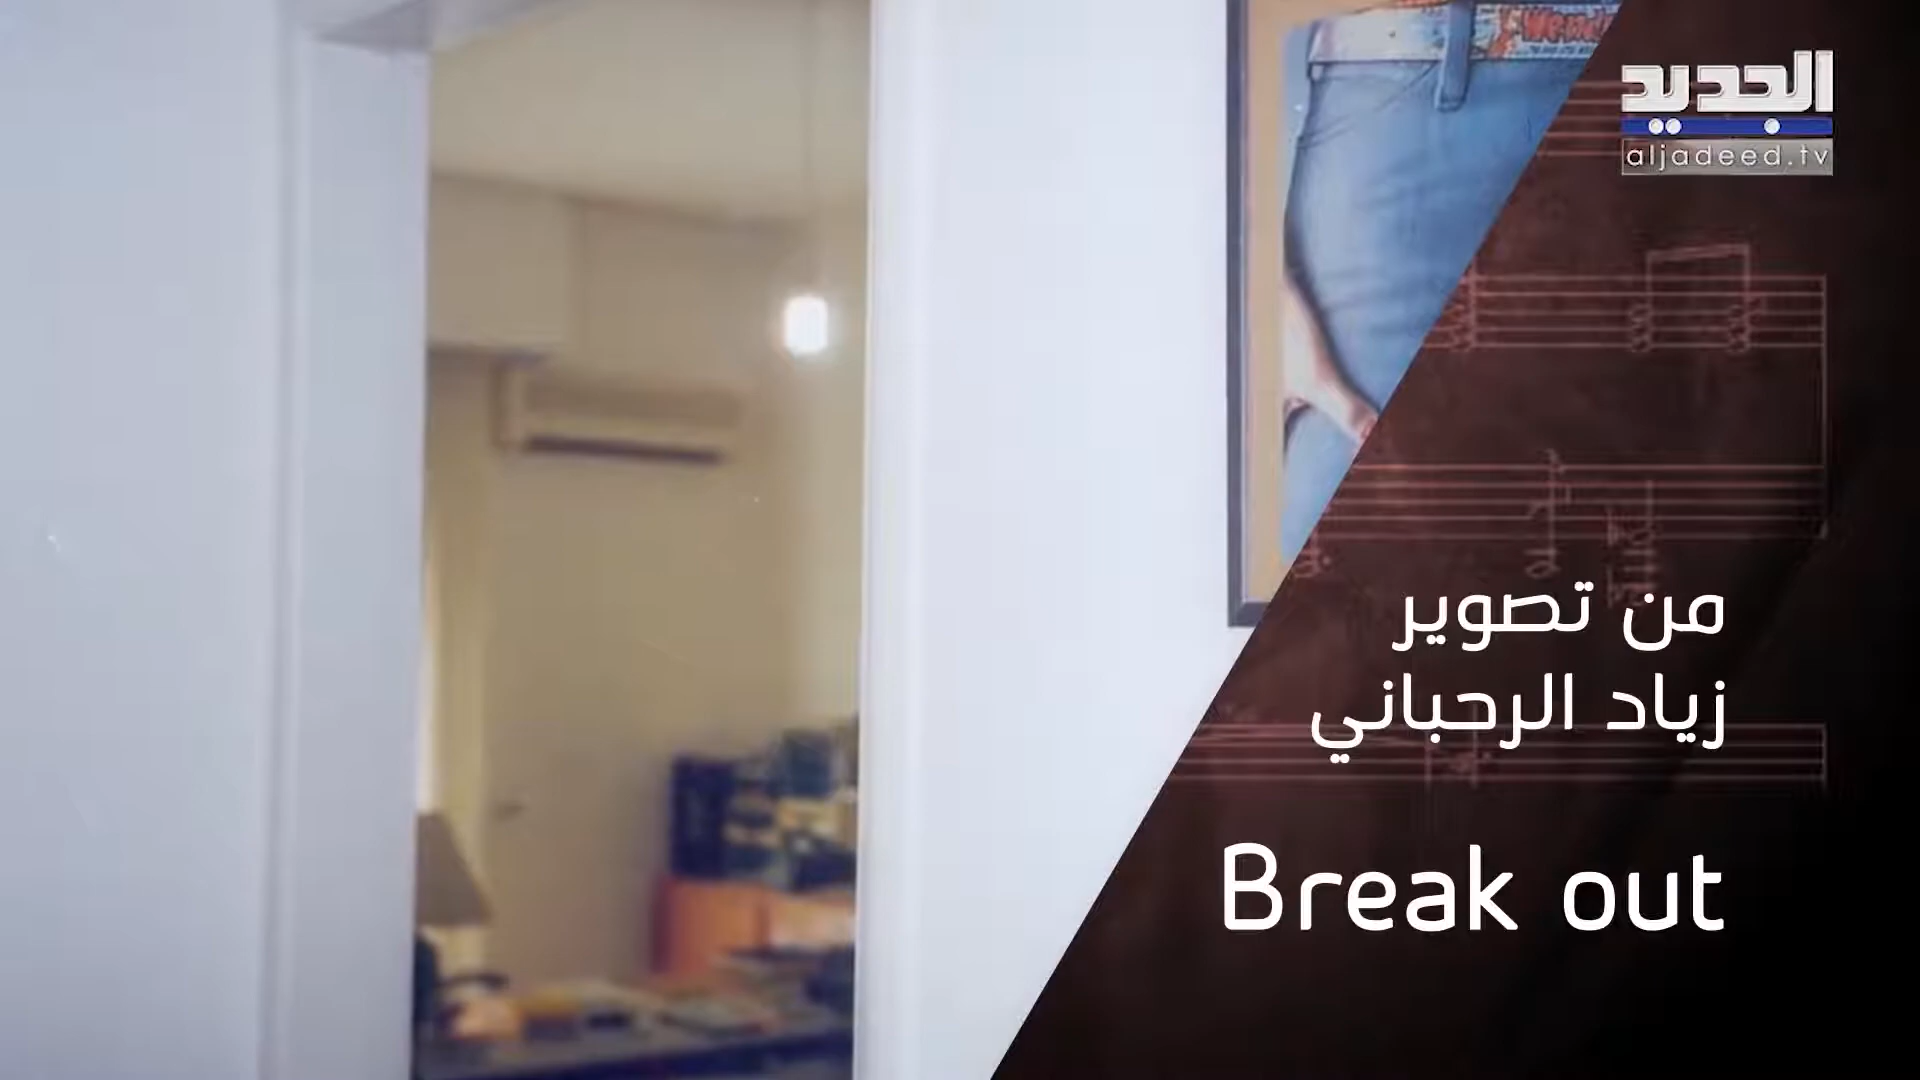 الجديد
aljadeed.tv
من تصوير
زياد الرحباني
Break out